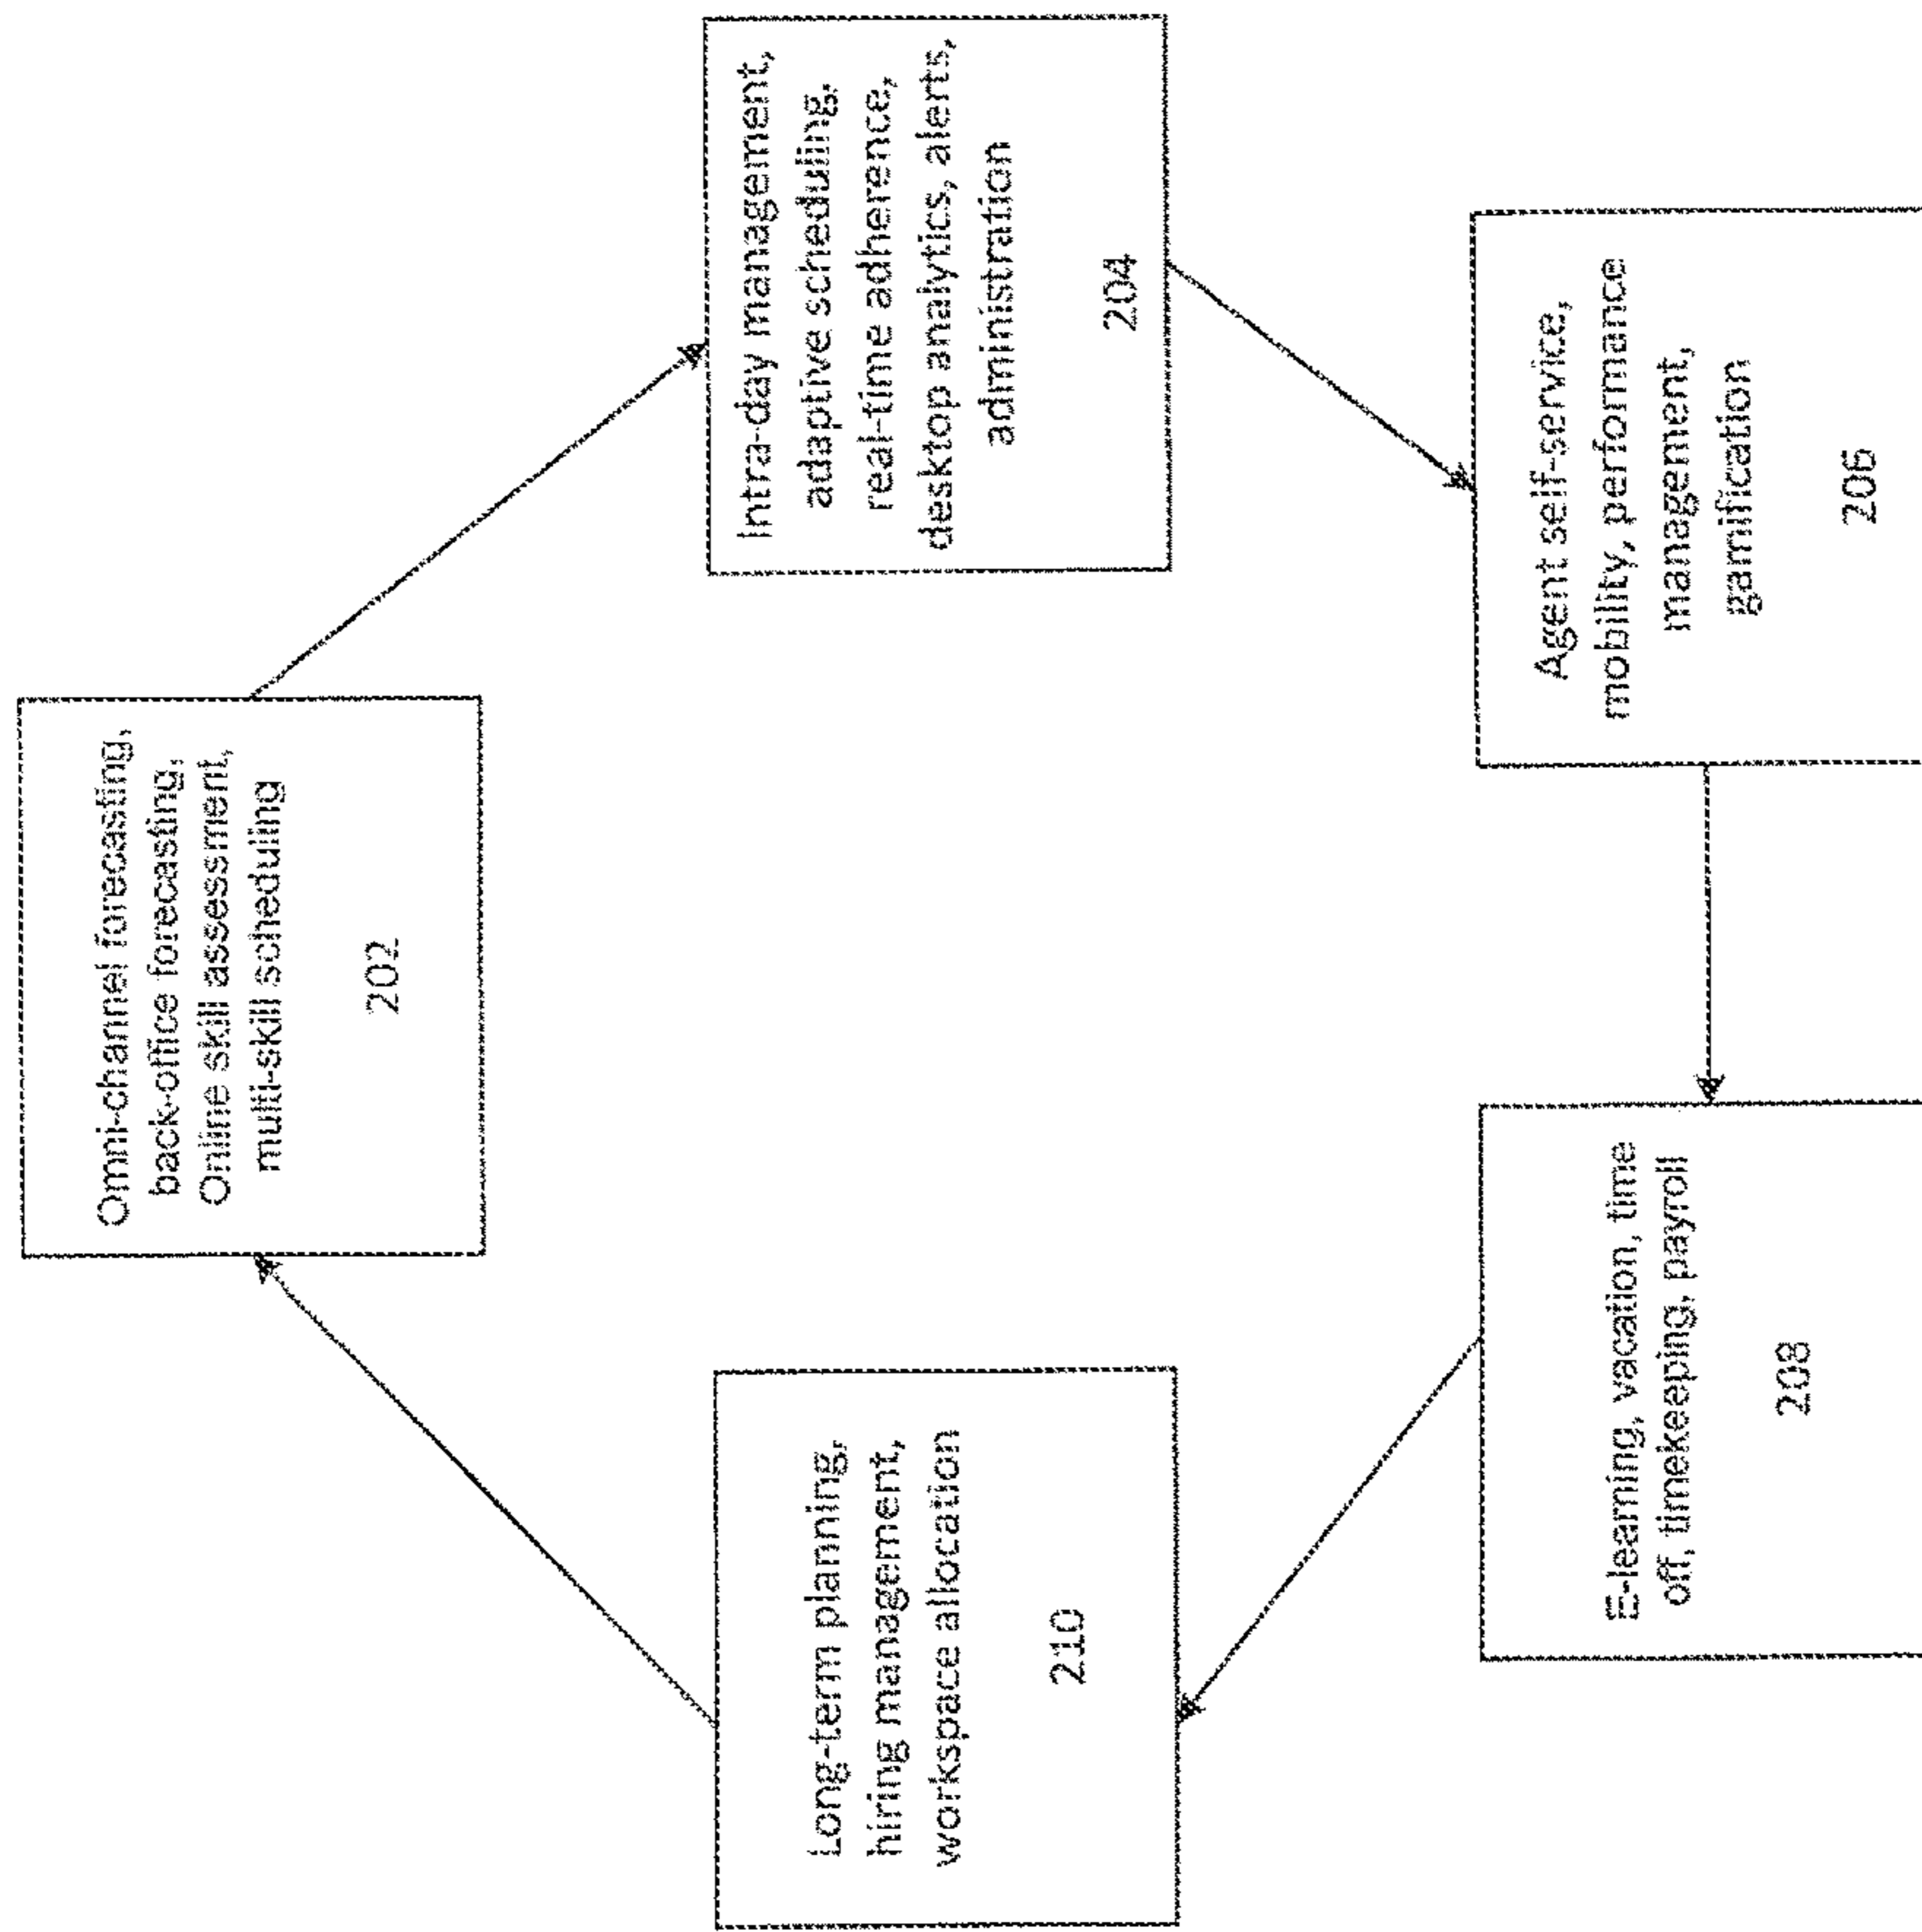 Omni-channel forecasting,
back-office forecasting,
Online skill assessment,
multi-skill scheduling
202
Intra-day management,
adaptive scheduling,
real-time adherence,
desktop analytics, alerts,
administration
204
Agent self-service,
mobility, performance
management,
gamification
206
E-learning, vacation, time
off, timekeeping, payroll
208
Long-term planning,
hiring management,
workspace allocation
210